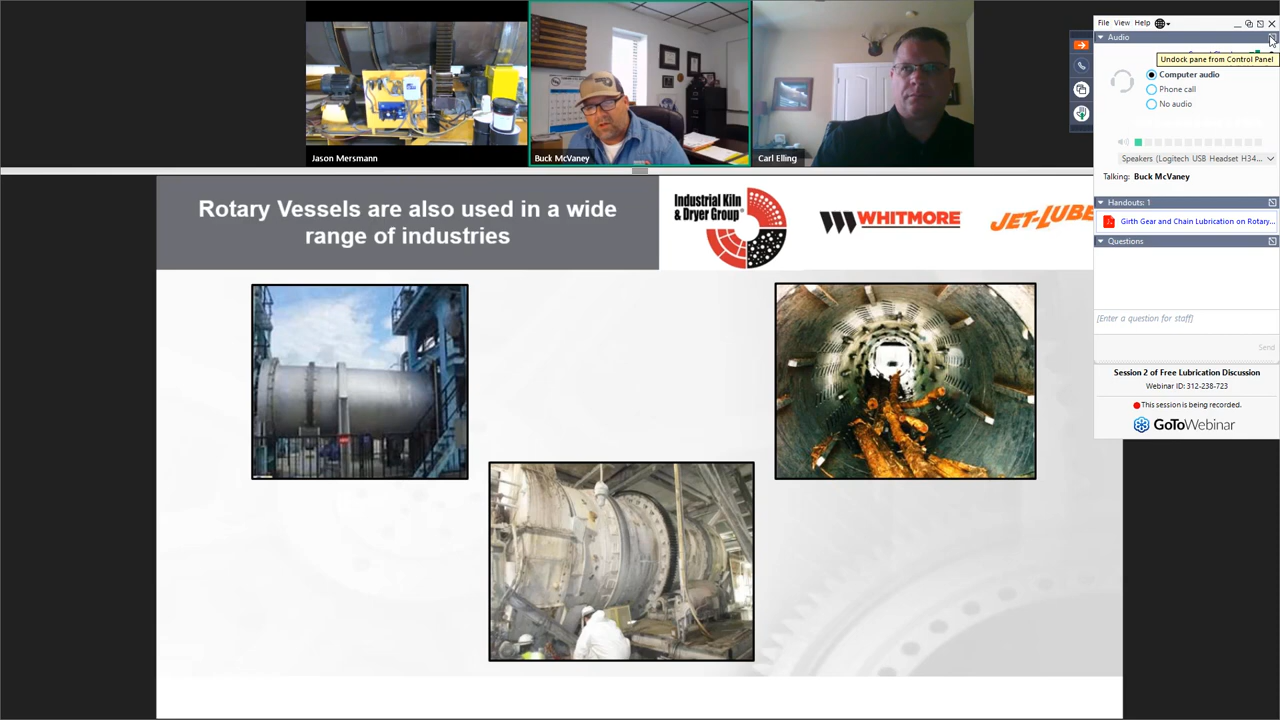 Jason Mersmann
Buck McVaney
Carl Elling
Rotary Vessels are also used in a wide
range of industries
Industrial Kiln
& Dryer Group
WHITMORE
JET-LUBE
File View Help
Audio
Undock pane from Control Panel
Computer audio
Phone call
No audio
Speakers (Logitech USB Headset H34...
Talking: Buck McVaney
Handouts: 1
Girth Gear and Chain Lubrication on Rotary...
Questions
[Enter a question for staff]
Send
Session 2 of Free Lubrication Discussion
Webinar ID: 312-238-723
This session is being recorded.
GoToWebinar